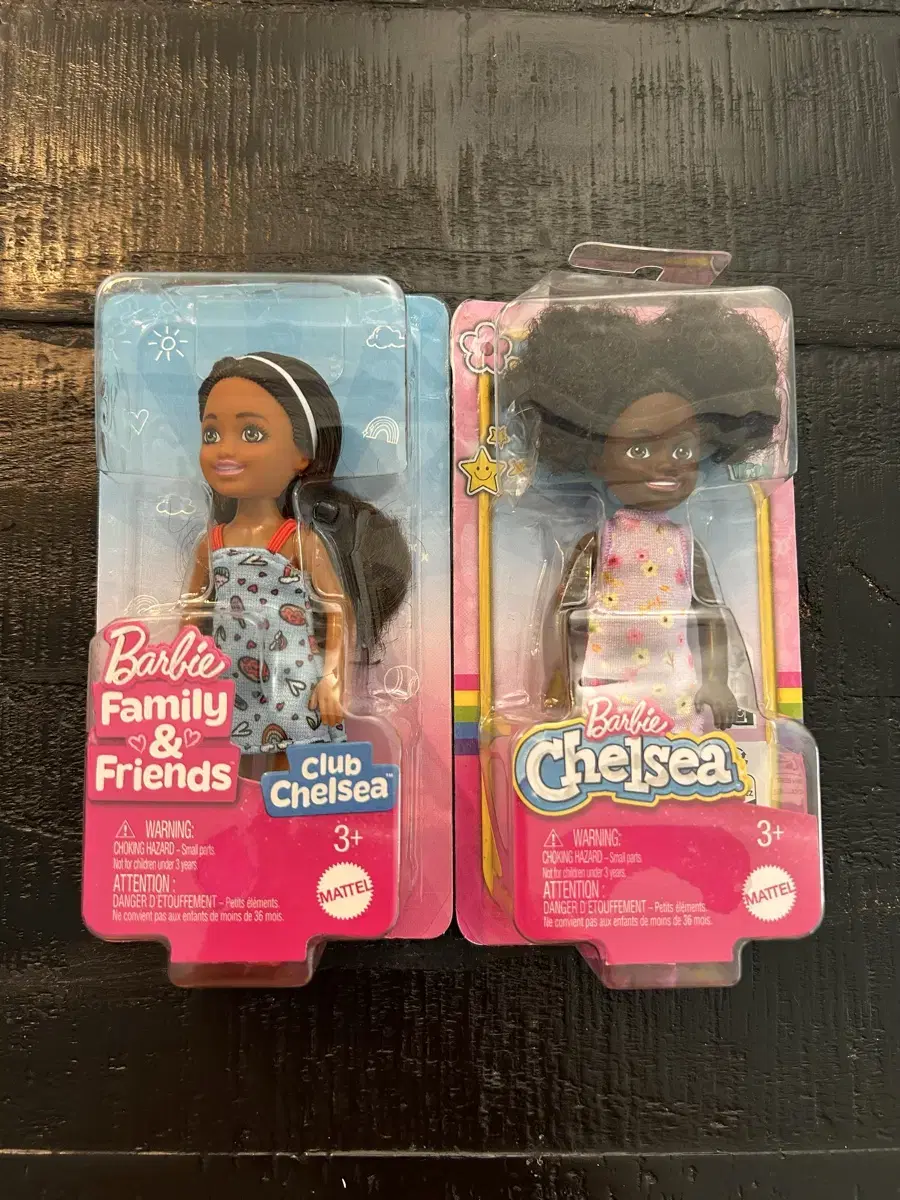 Barbie
Family
&
Friends
Club
Chelsea™
WARNING:
CHOKING HAZARD – Small parts.
Not for children under 3 years
ATTENTION :
DANGER D'ÉTOUFFEMENT – Petits éléments.
Ne convient pas aux enfants de moins de 36 mois.
3+
MATTEL
Barbie
Chelsea
WARNING:
CHOKING HAZARD – Small parts
Not for children under 3 years.
ATTENTION :
DANGER D'ÉTOUFFEMENT – Petits éléments.
Ne convient pas aux enfants de moins de 36 mois.
3+
MATTEL